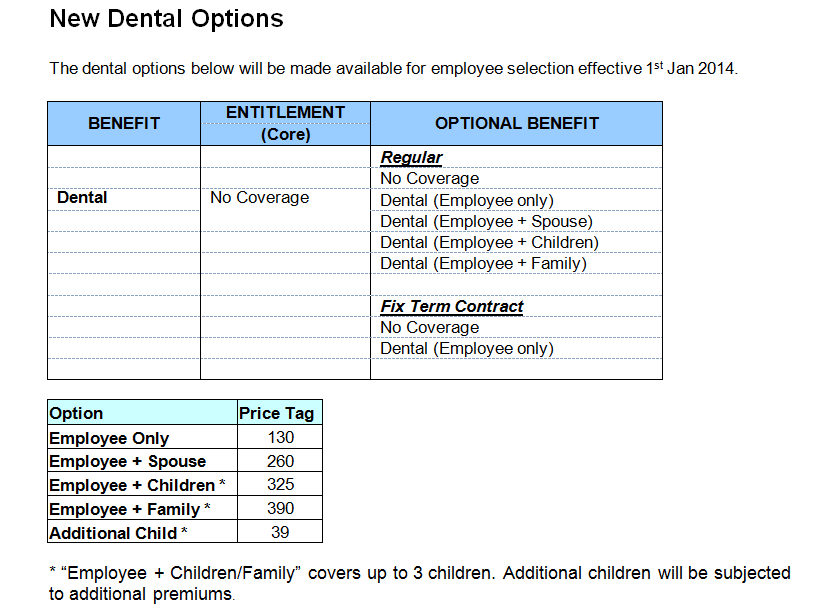 New Dental Options
The dental options below will be made available for employee selection effective 1st Jan 2014.
BENEFIT
ENTITLEMENT
(Core)
OPTIONAL BENEFIT
Regular
No Coverage
Dental
No Coverage
Dental (Employee only)
Dental (Employee + Spouse)
Dental (Employee + Children)
Dental (Employee + Family)
Fix Term Contract
No Coverage
Dental (Employee only)
Option Price Tag
Employee Only 130
Employee + Spouse 260
Employee + Children * 325
Employee + Family * 390
Additional Child * 39
* “Employee + Children/Family” covers up to 3 children. Additional children will be subjected
to additional premiums.